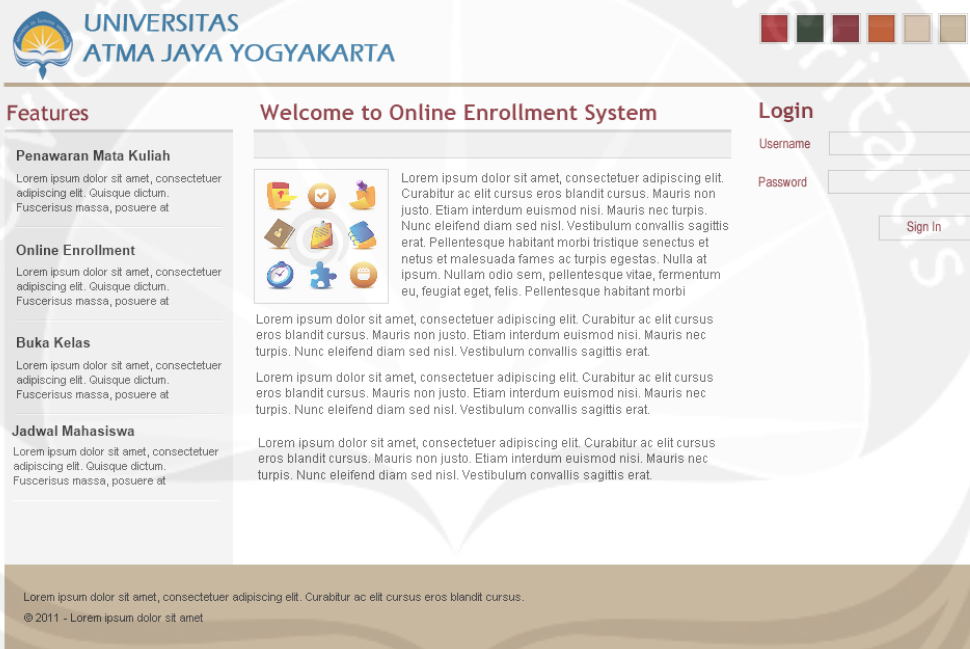 UNIVERSITAS
ATMA JAYA YOGYAKARTA
Features
Penawaran Mata Kuliah
Lorem ipsum dolor sit amet, consectetuer
adipiscing elit. Quisque dictum.
Fuscerisus massa, posuere at
Online Enrollment
Lorem ipsum dolor sit amet, consectetuer
adipiscing elit. Quisque dictum.
Fuscerisus massa, posuere at
Buka Kelas
Lorem ipsum dolor sit amet, consectetuer
adipiscing elit. Quisque dictum.
Fuscerisus massa, posuere at
Jadwal Mahasiswa
Lorem ipsum dolor sit amet, consectetuer
adipiscing elit. Quisque dictum.
Fuscerisus massa, posuere at
Welcome to Online Enrollment System
Lorem ipsum dolor sit amet, consectetuer adipiscing elit.
Curabitur ac elit cursus eros blandit cursus. Mauris non
justo. Etiam interdum euismod nisi. Mauris nec turpis.
Nunc eleifend diam sed nisl. Vestibulum convallis sagittis
erat. Pellentesque habitant morbi tristique senectus et
netus et malesuada fames ac turpis egestas. Nulla at
ipsum. Nullam odio sem, pellentesque vitae, fermentum
eu, feugiat eget, felis. Pellentesque habitant morbi
Lorem ipsum dolor sit amet, consectetuer adipiscing elit. Curabitur ac elit cursus
eros blandit cursus. Mauris non justo. Etiam interdum euismod nisi. Mauris nec
turpis. Nunc eleifend diam sed nisl. Vestibulum convallis sagittis erat.
Lorem ipsum dolor sit amet, consectetuer adipiscing elit. Curabitur ac elit cursus
eros blandit cursus. Mauris non justo. Etiam interdum euismod nisi. Mauris nec
turpis. Nunc eleifend diam sed nisl. Vestibulum convallis sagittis erat.
Lorem ipsum dolor sit amet, consectetuer adipiscing elit. Curabitur ac elit cursus
eros blandit cursus. Mauris non justo. Etiam interdum euismod nisi. Mauris nec
turpis. Nunc eleifend diam sed nisl. Vestibulum convallis sagittis erat.
Login
Username
Password
Sign In
Lorem ipsum dolor sit amet, consectetuer adipiscing elit. Curabitur ac elit cursus eros blandit cursus.
© 2011 - Lorem ipsum dolor sit amet